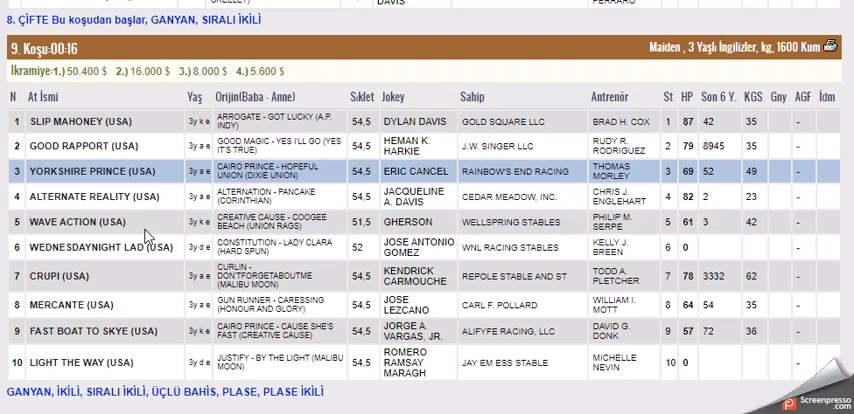 DAVIS
8. ÇİFTE Bu koşudan başlar, GANYAN, SIRALI İKİLİ
9. Koşu:00:16 Maiden , 3 Yaşlı İngilizler, kg, 1600 Kum
İkramiye:1.) 50.400 $ 2.) 16.000 $ 3.) 8.000 $ 4.) 5.600 $
N At İsmi Yaş Orijin(Baba - Anne) Sıklet Jokey Sahip Antrenör St HP Son 6 Y. KGS Gny AGF İdm
1 SLIP MAHONEY (USA) 3y k e ARROGATE - GOT LUCKY (A.P. INDY) 54,5 DYLAN DAVIS GOLD SQUARE LLC BRAD H. COX 1 87 42 35 -
2 GOOD RAPPORT (USA) 3y a e GOOD MAGIC - YES I'LL GO (YES IT'S TRUE) 54,5 HEMAN K. HARKIE J.W. SINGER LLC RUDY R. RODRIGUEZ 2 79 8945 35 -
3 YORKSHIRE PRINCE (USA) 3y a e CAIRO PRINCE - HOPEFUL UNION (DIXIE UNION) 54,5 ERIC CANCEL RAINBOW'S END RACING THOMAS MORLEY 3 69 52 49 -
4 ALTERNATE REALITY (USA) 3y a e ALTERNATION - PANCAKE (CORINTHIAN) 54,5 JACQUELINE A. DAVIS CEDAR MEADOW, INC. CHRIS J. ENGLEHART 4 82 2 23 -
5 WAVE ACTION (USA) 3y k e CREATIVE CAUSE - COOGEE BEACH (UNION RAGS) 51,5 GHERSON WELLSPRING STABLES PHILIP M. SERPE 5 61 3 42 -
6 WEDNESDAYNIGHT LAD (USA) 3y d e CONSTITUTION - LADY CLARA (HARD SPUN) 52 JOSE ANTONIO GOMEZ WNL RACING STABLES KELLY J. BREEN 6 0 -
7 CRUPI (USA) 3y a e CURLIN - DON'TFORGETABOUTME (MALIBU MOON) 54,5 KENDRICK CARMOUCHE REPOLE STABLE AND ST TODD A. PLETCHER 7 78 3332 62 -
8 MERCANTE (USA) 3y a e GUN RUNNER - CARESSING (HONOUR AND GLORY) 54,5 JOSE LEZCANO CARL F. POLLARD WILLIAM I. MOTT 8 64 54 35 -
9 FAST BOAT TO SKYE (USA) 3y k e CAIRO PRINCE - CAUSE SHE'S FAST (CREATIVE CAUSE) 54,5 JORGE A. VARGAS, JR. ALIFYFE RACING, LLC DAVID G. DONK 9 57 72 36 -
10 LIGHT THE WAY (USA) 3y d e JUSTIFY - BY THE LIGHT (MALIBU MOON) 54,5 ROMERO RAMSAY MARAGH JAY EM ESS STABLE MICHELLE NEVIN 10 0 -
GANYAN, İKİLİ, SIRALI İKİLİ, ÜÇLÜ BAHİS, PLASE, PLASE İKİLİ
Screenpresso
.com